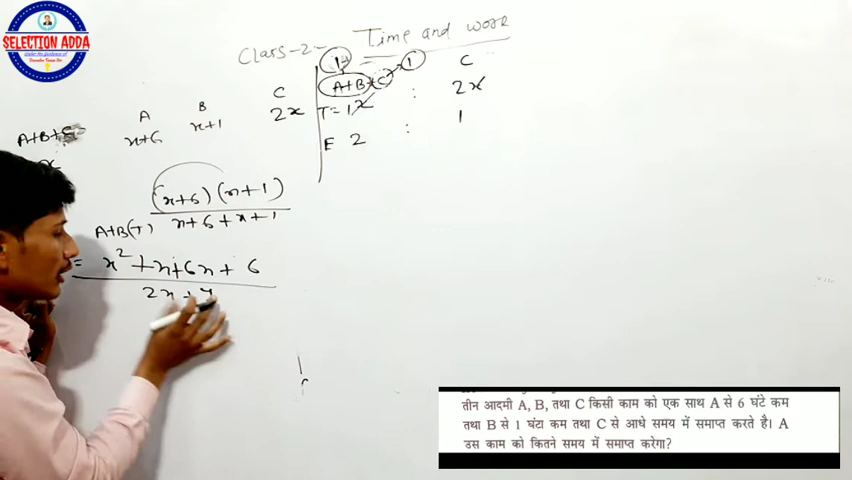 SELECTION ADDA
Class-2- Time and work
A+B+C
A
B
C
x
x+6
x+1
2x
1+ 1 C
A+B+C
T= 1x : 2x
E 2 : 1
(x+6)(x+1)
x+6+x+1
A+B(T)
= x²+x+6x+6
2x+7
तीन आदमी A, B, तथा C किसी काम को एक साथ A से 6 घंटे कम
तथा B से 1 घंटा कम तथा C से आधे समय में समाप्त करते है। A
उस काम को कितने समय में समाप्त करेगा?